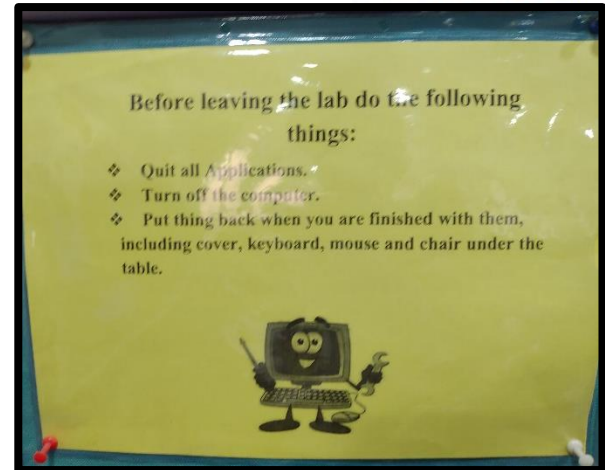 Before leaving the lab do the following
things:
❖ Quit all Applications.
❖ Turn off the computer.
❖ Put thing back when you are finished with them,
including cover, keyboard, mouse and chair under the
table.